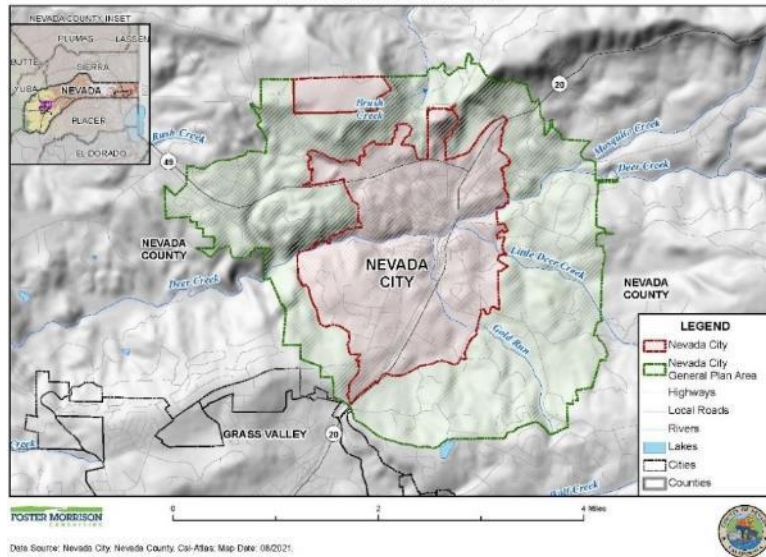 NEVADA COUNTY INSET
PLUMAS
LASSEN
BUTTE
SIERRA
YUBA
NEVADA
PLACER
EL DORADO
20
Brush
Creek
Rush Creek
Mosquito Creek
Deer Creek
49
NEVADA
COUNTY
NEVADA
CITY
Little Deer Creek
NEVADA
COUNTY
Deer Creek
Gold Run
GRASS VALLEY
20
Creek
Wolf Creek
LEGEND
Nevada City
Nevada City
General Plan Area
Highways
Local Roads
Rivers
Lakes
Cities
Counties
FOSTER MORRISON
CONSULTING
0
2
4
Miles
Data Source: Nevada City, Nevada County, Cal-Atlas; Map Date: 08/2021.